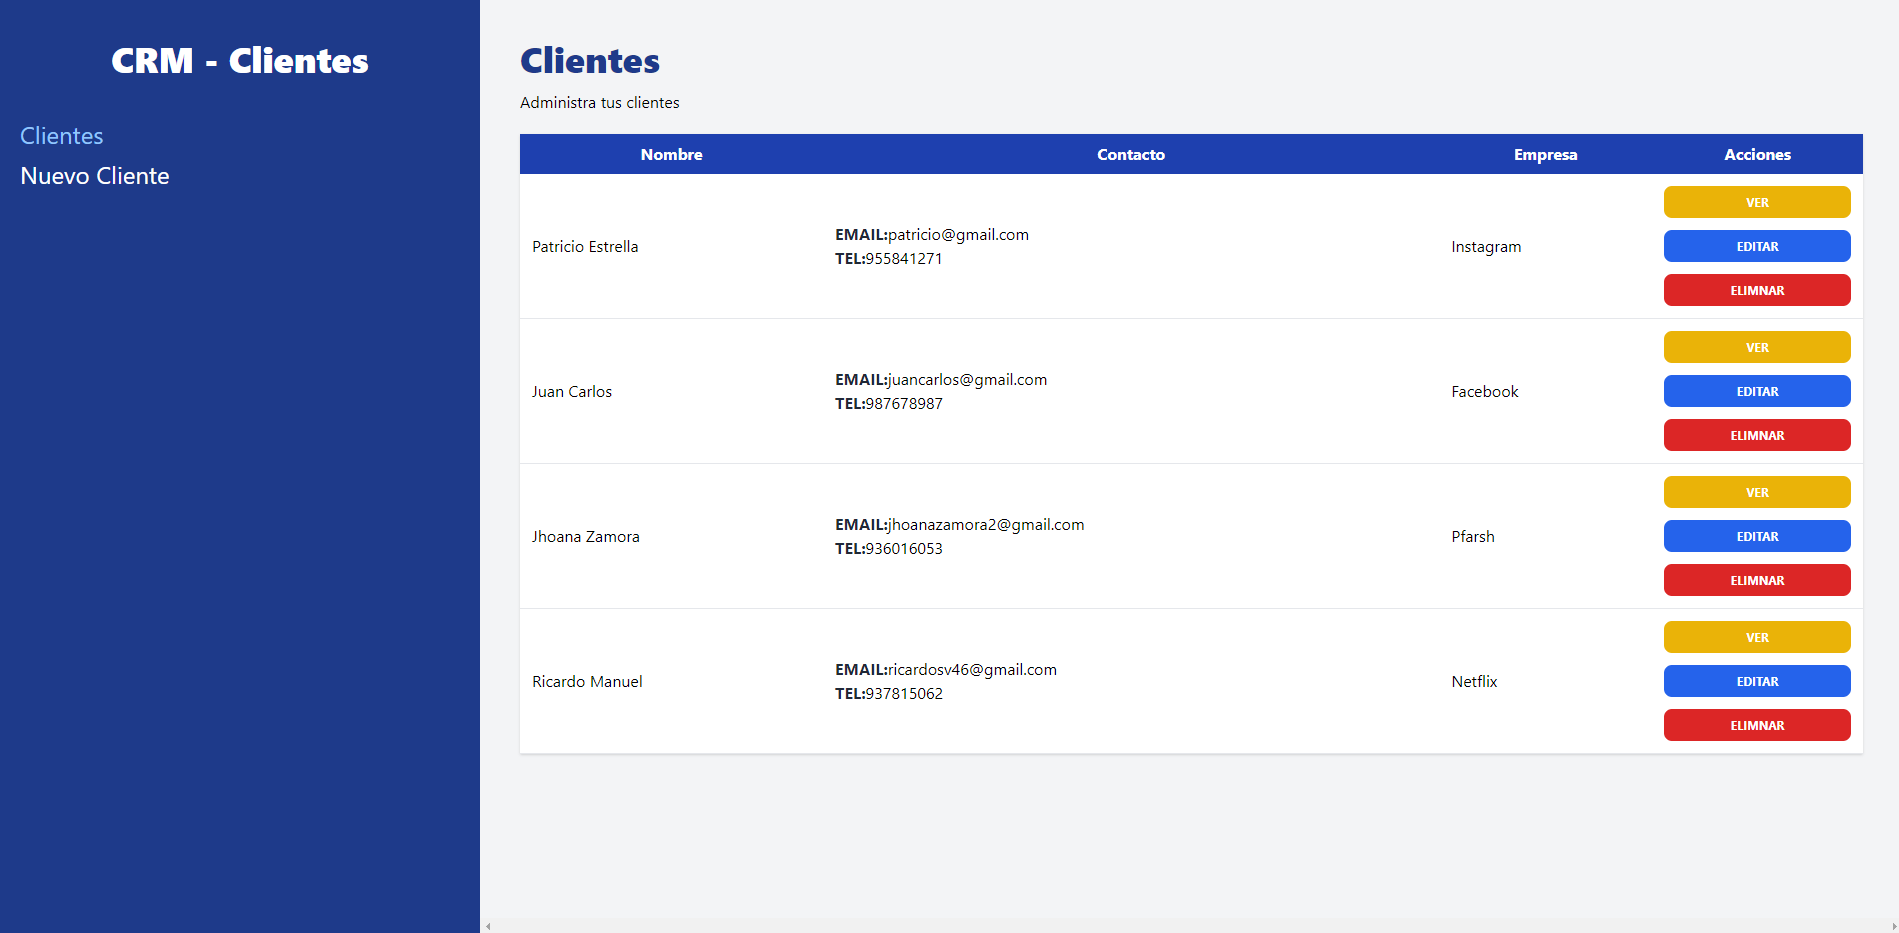 CRM - Clientes
Clientes
Nuevo Cliente
Clientes
Administra tus clientes
Nombre Contacto Empresa Acciones
Patricio Estrella
EMAIL:patricio@gmail.com
TEL:955841271
Instagram
VER
EDITAR
ELIMNAR
Juan Carlos
EMAIL:juancarlos@gmail.com
TEL:987678987
Facebook
VER
EDITAR
ELIMNAR
Jhoana Zamora
EMAIL:jhoanazamora2@gmail.com
TEL:936016053
Pfarsh
VER
EDITAR
ELIMNAR
Ricardo Manuel
EMAIL:ricardosv46@gmail.com
TEL:937815062
Netflix
VER
EDITAR
ELIMNAR